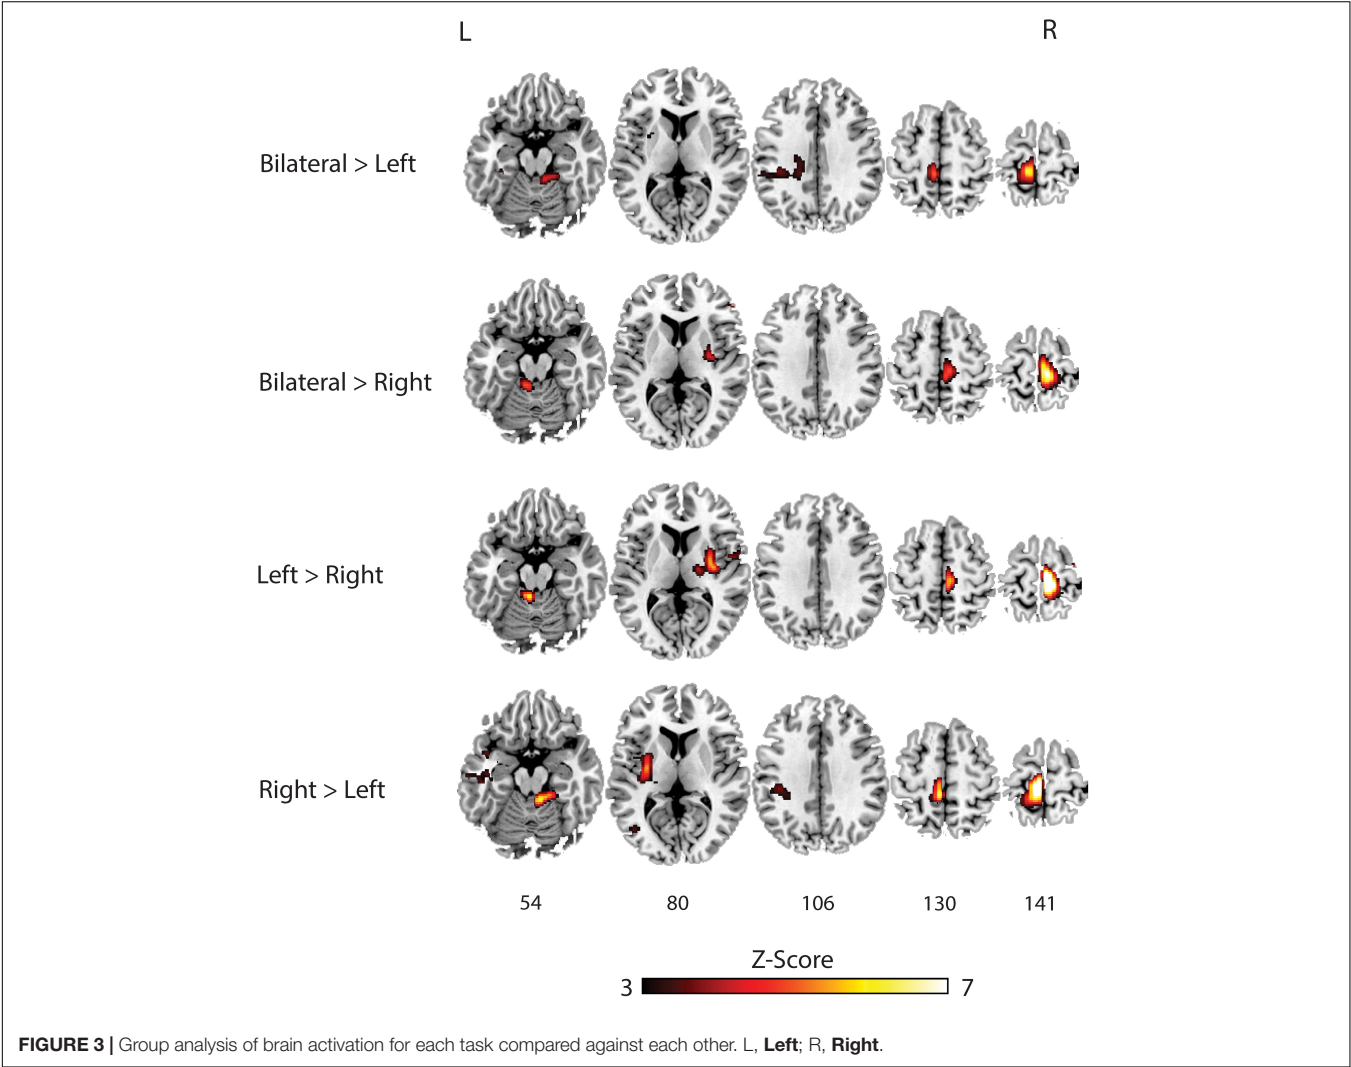 L R
Bilateral > Left
Bilateral > Right
Left > Right
Right > Left
54 80 106 130 141
Z-Score
3 7
FIGURE 3 | Group analysis of brain activation for each task compared against each other. L, Left; R, Right.